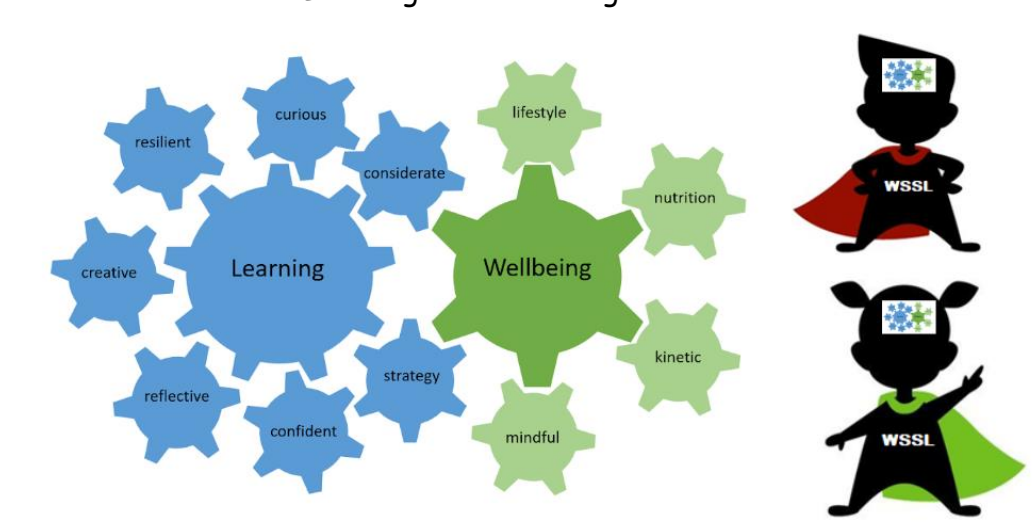 curious
resilient
considerate
creative
Learning
reflective
confident
strategy
lifestyle
nutrition
Wellbeing
kinetic
mindful
WSSL
WSSL